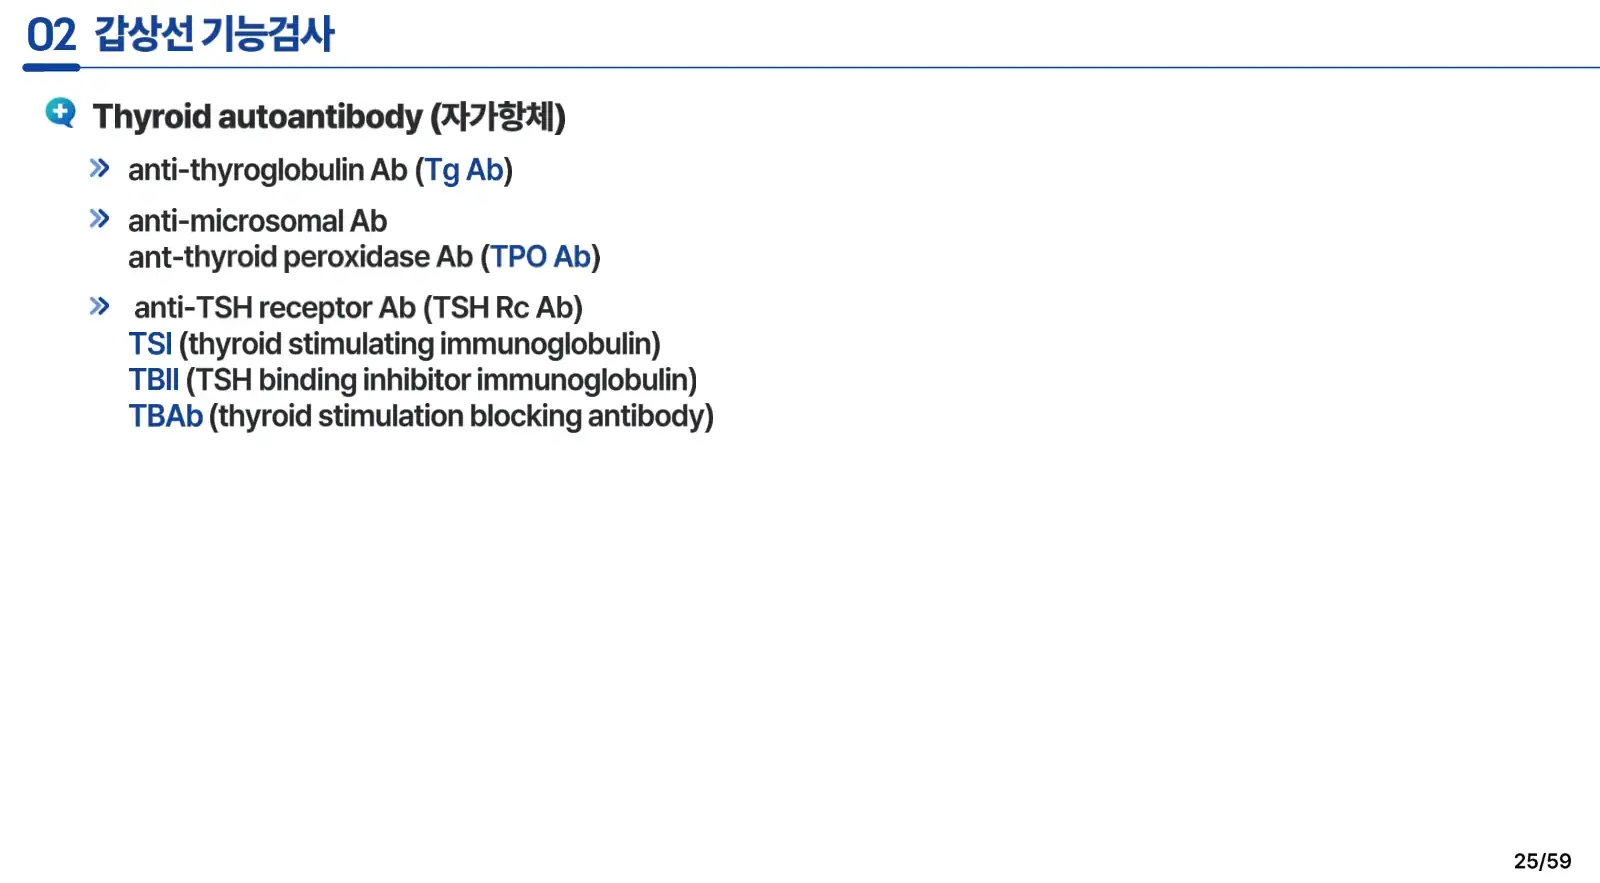 02 갑상선 기능검사
Thyroid autoantibody (자가항체)
anti-thyroglobulin Ab (Tg Ab)
anti-microsomal Ab
ant-thyroid peroxidase Ab (TPO Ab)
anti-TSH receptor Ab (TSH Rc Ab)
TSI (thyroid stimulating immunoglobulin)
TBII (TSH binding inhibitor immunoglobulin)
TBAb (thyroid stimulation blocking antibody)
25/59